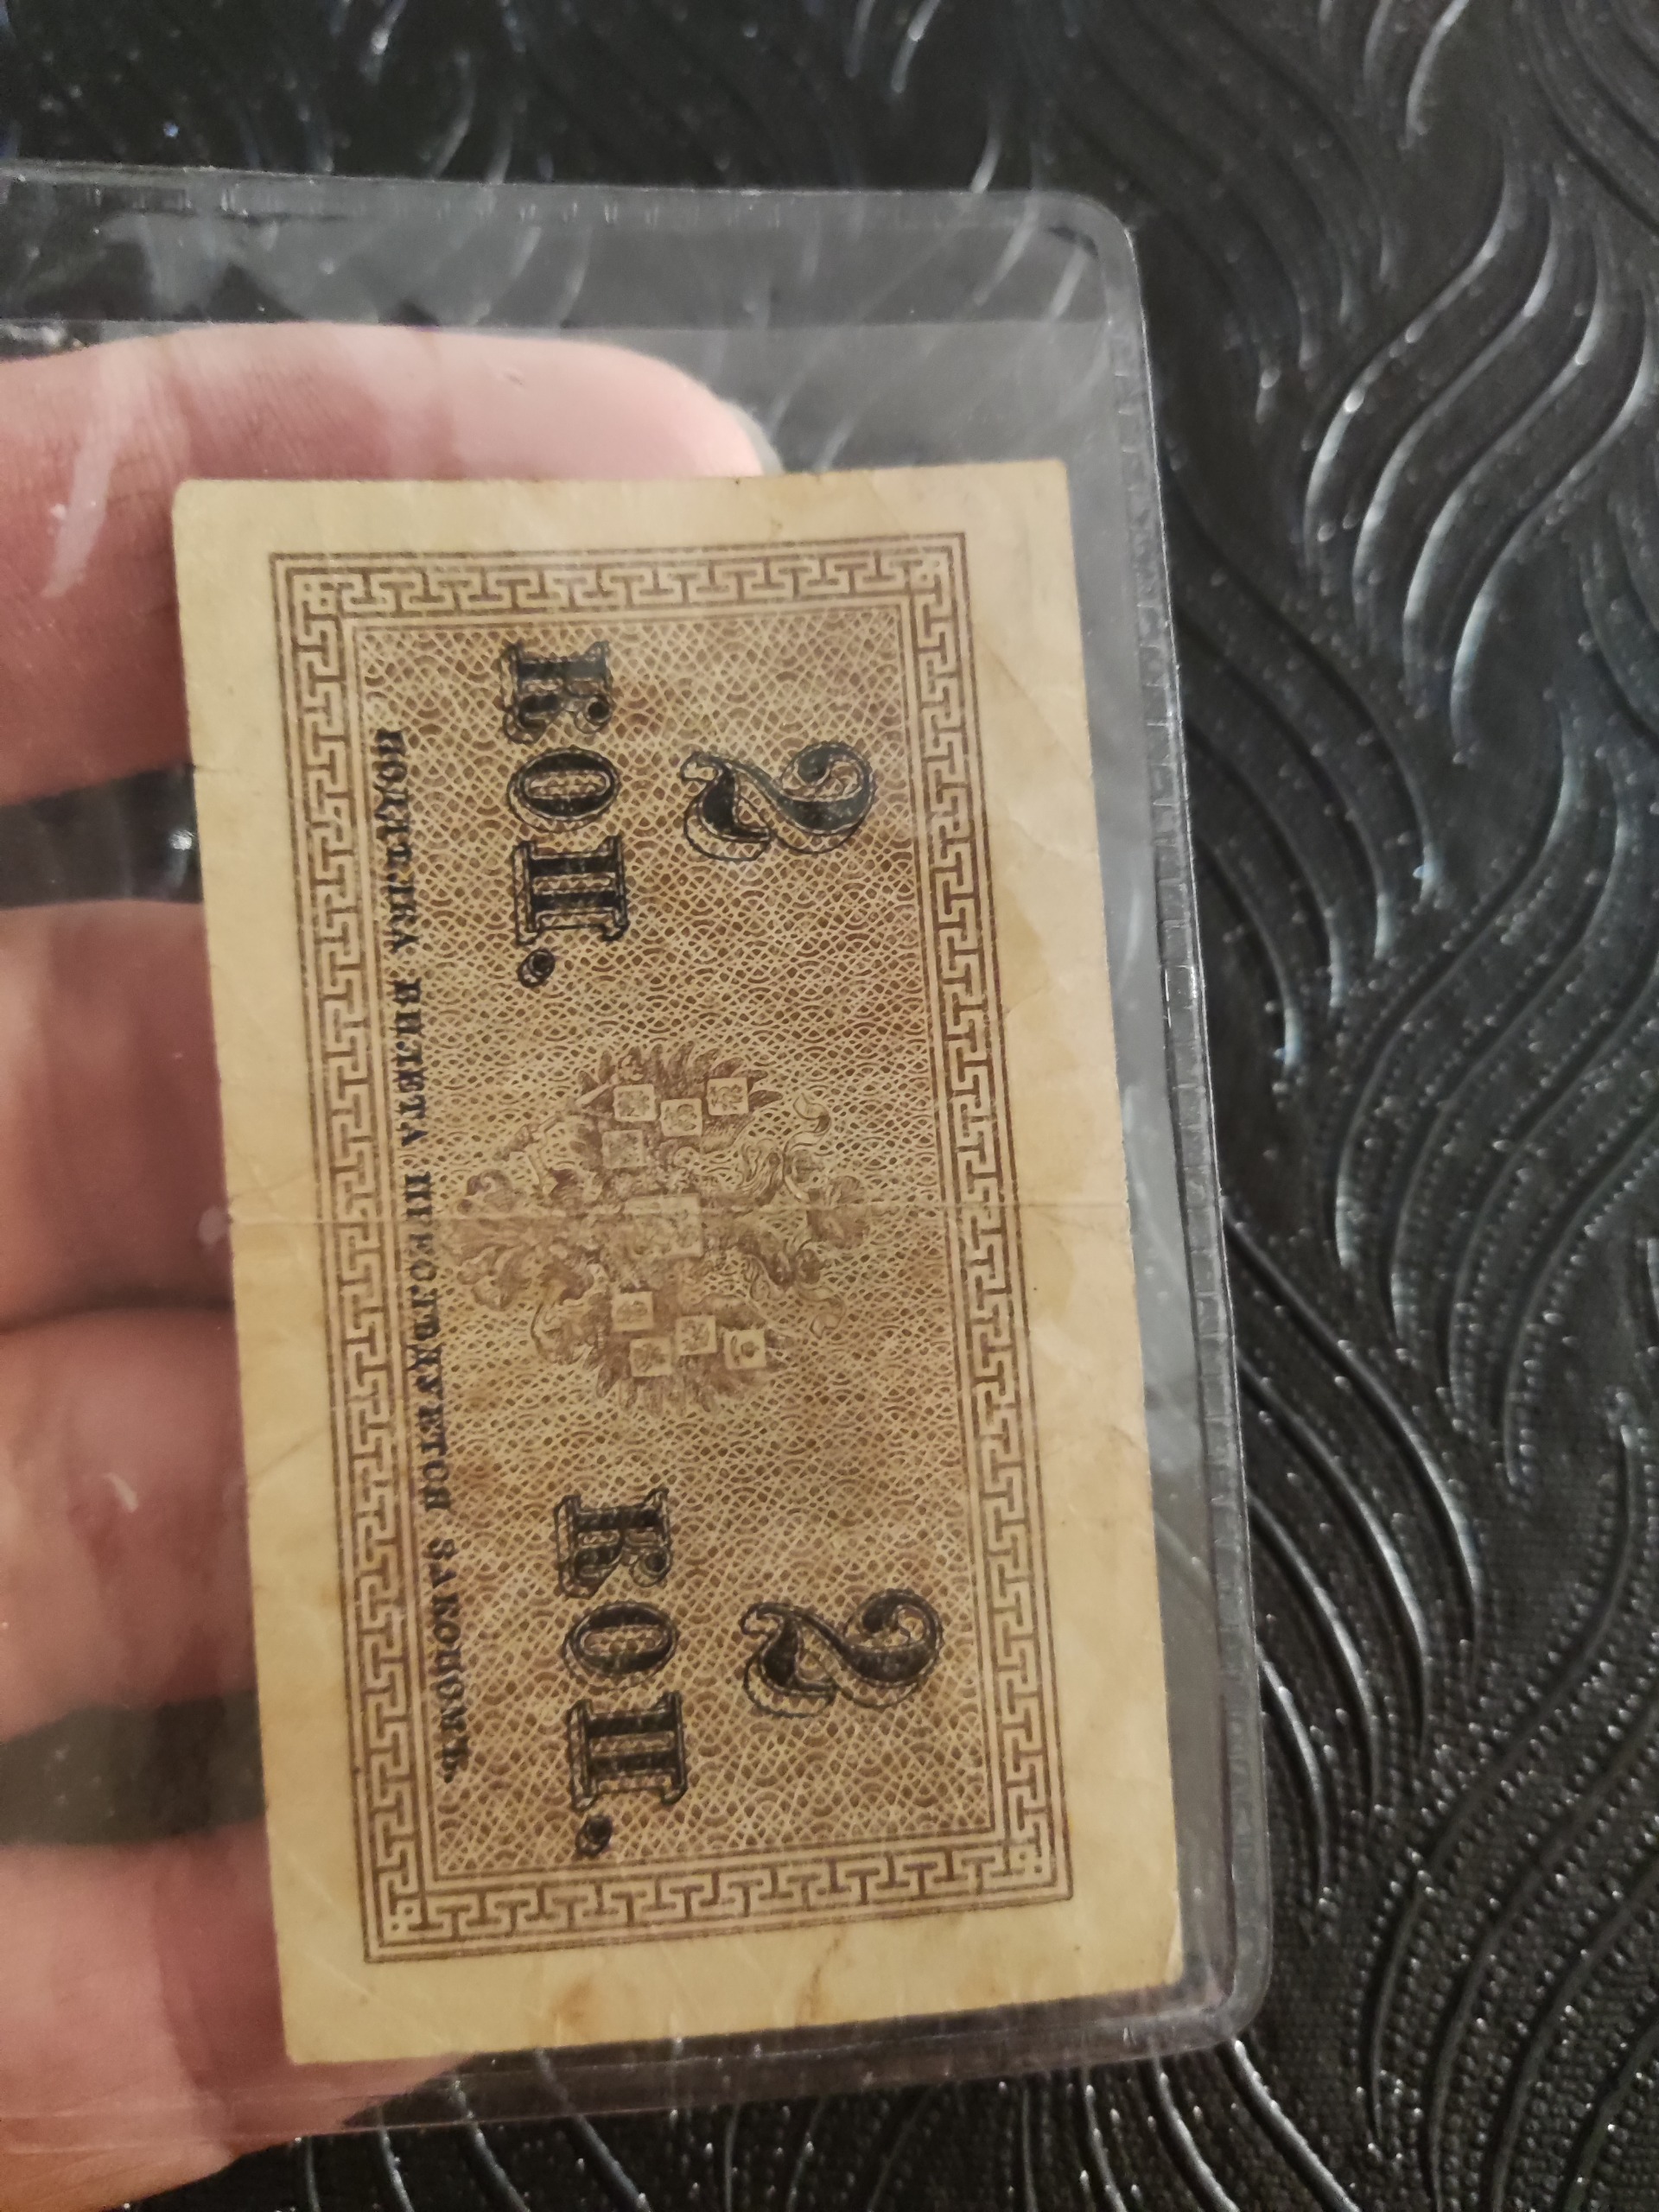 2 2
КОП. КОП.
ПОДДѢЛКА БИЛЕТА ПРЕСЛѢДУЕТСЯ ЗАКОНОМЪ.